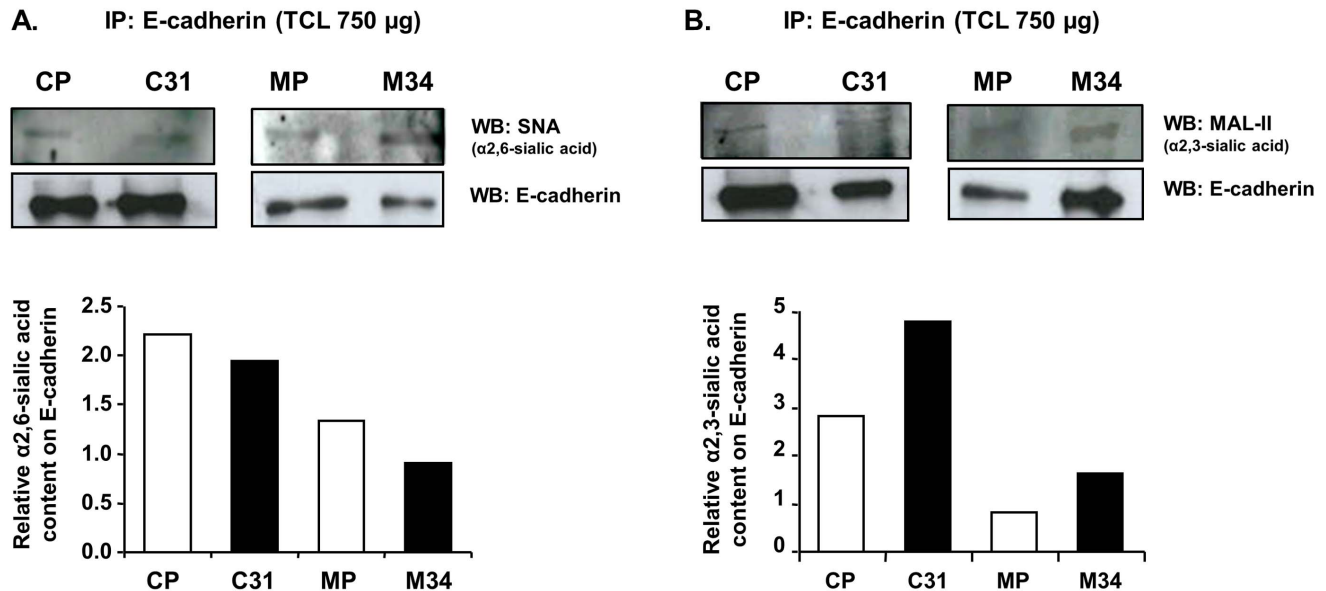 A.
IP: E-cadherin (TCL 750 µg)
CP C31 MP M34
WB: SNA
(α2,6-sialic acid)
WB: E-cadherin
Relative α2,6-sialic acid
content on E-cadherin
2.5
2.0
1.5
1.0
0.5
0.0
CP C31 MP M34
B.
IP: E-cadherin (TCL 750 µg)
CP C31 MP M34
WB: MAL-II
(α2,3-sialic acid)
WB: E-cadherin
Relative α2,3-sialic acid
content on E-cadherin
5
4
3
2
1
0
CP C31 MP M34